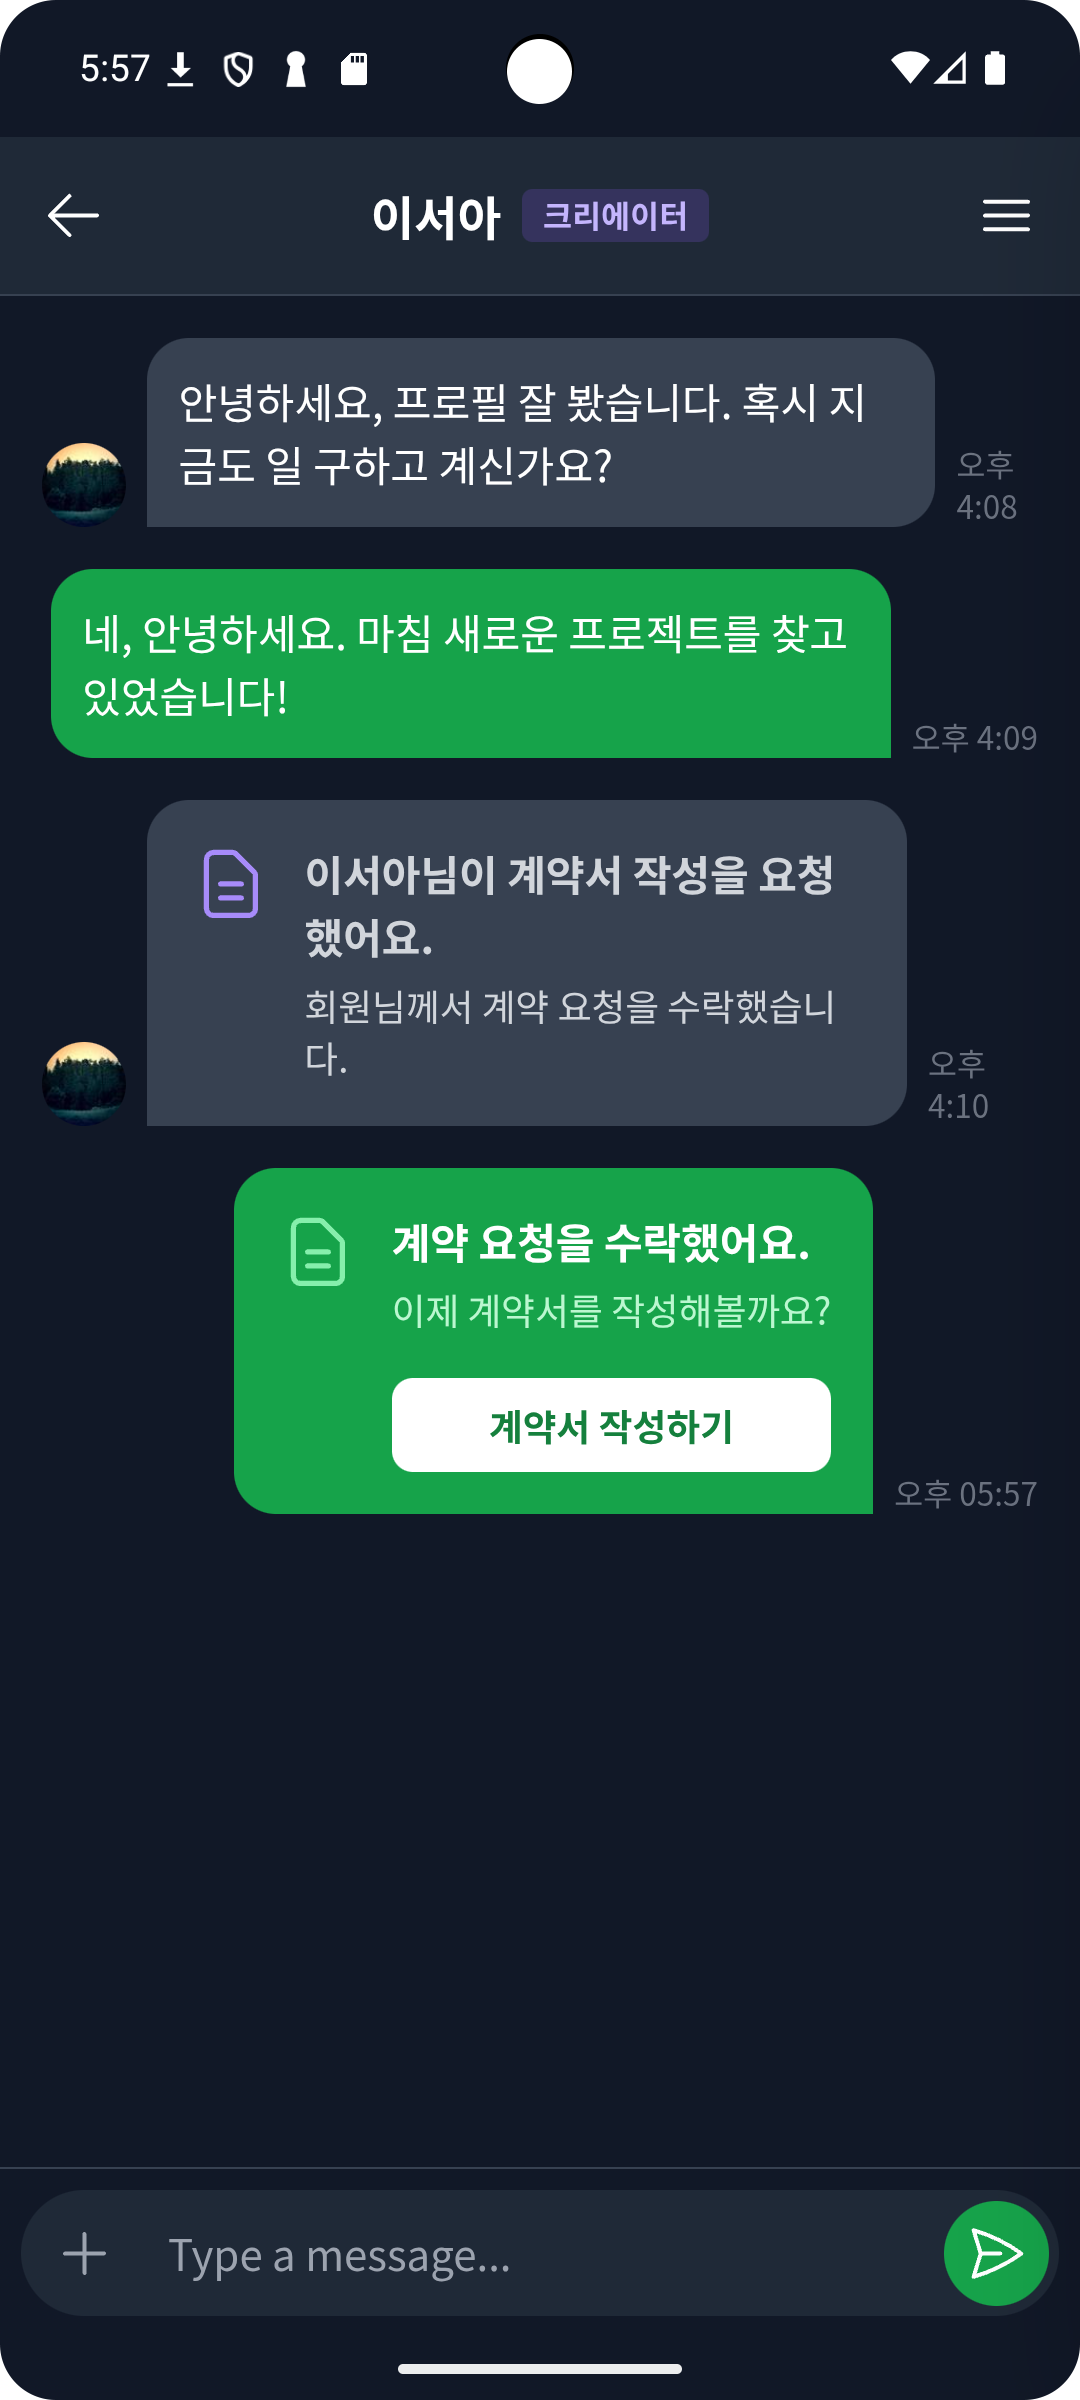 5:57
이서아 크리에이터
안녕하세요, 프로필 잘 봤습니다. 혹시 지
금도 일 구하고 계신가요?
오후
4:08
네, 안녕하세요. 마침 새로운 프로젝트를 찾고
있었습니다!
오후 4:09
이서아님이 계약서 작성을 요청
했어요.
회원님께서 계약 요청을 수락했습니
다.
오후
4:10
계약 요청을 수락했어요.
이제 계약서를 작성해볼까요?
계약서 작성하기
오후 05:57
Type a message...